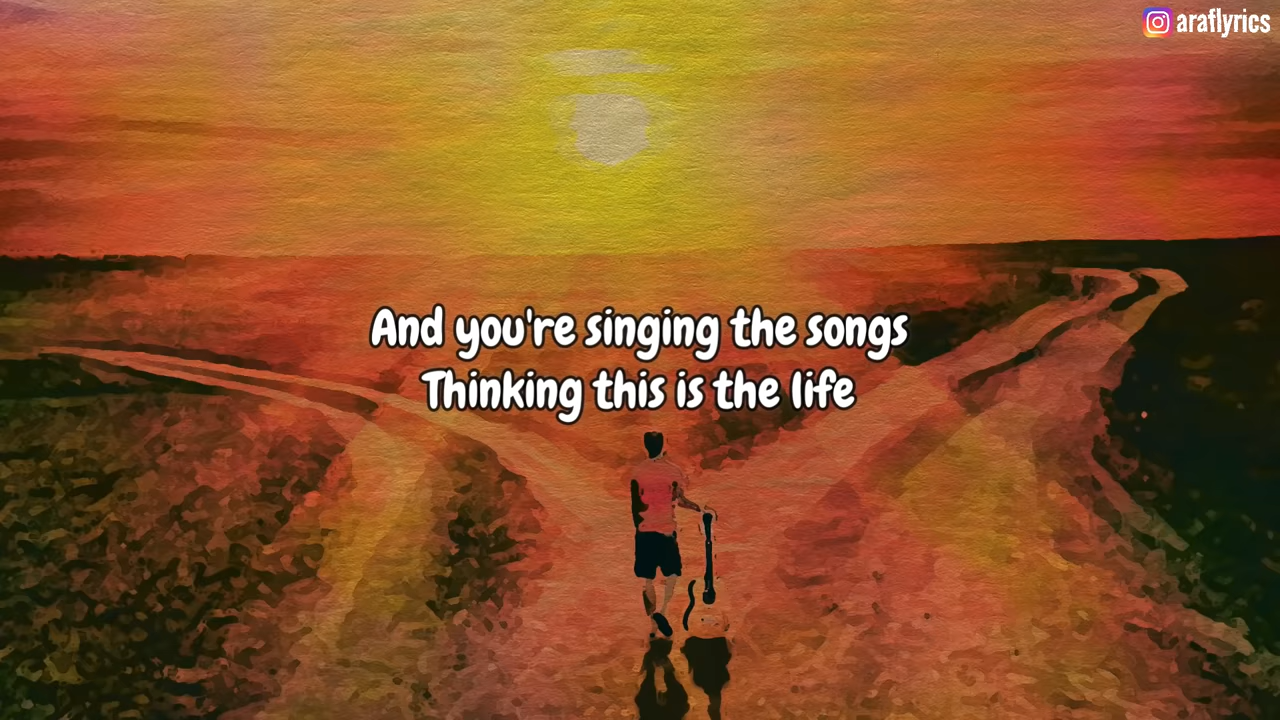 araflyrics
And you're singing the songs
Thinking this is the life